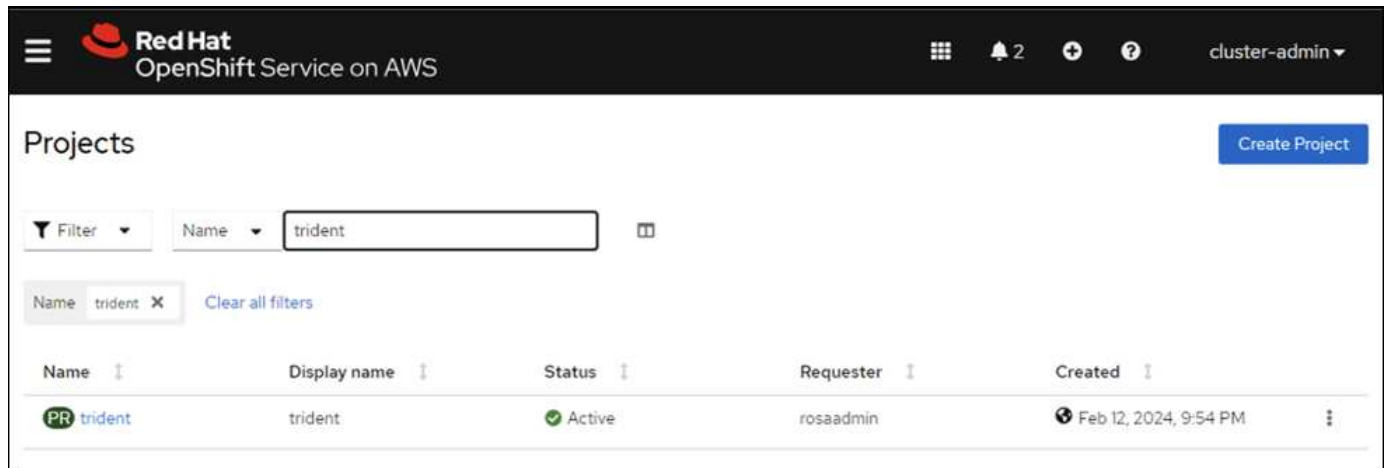 Red Hat
OpenShift Service on AWS
2
cluster-admin
Projects
Create Project
Filter
Name
trident
Name trident
Clear all filters
Name Display name Status Requester Created
PR trident trident Active rosaadmin Feb 12, 2024, 9:54 PM